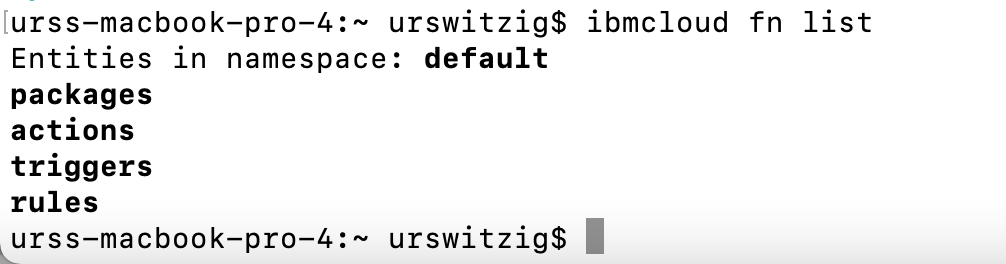 [urss-macbook-pro-4:~ urswitzig$ ibmcloud fn list
Entities in namespace: default
packages
actions
triggers
rules
urss-macbook-pro-4:~ urswitzig$